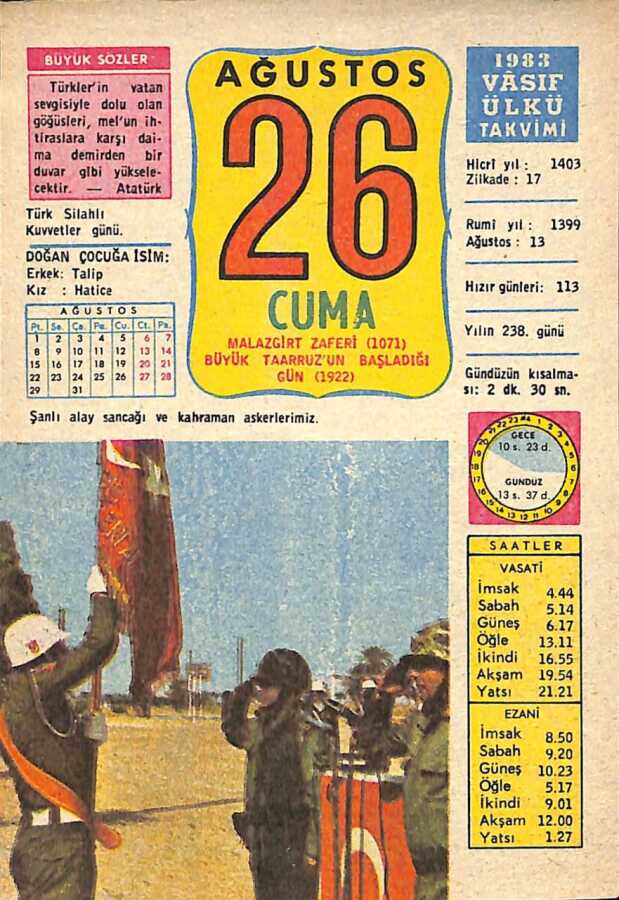 BÜYÜK SÖZLER
Türkler'in vatan
sevgisiyle dolu olan
göğüsleri, mel'un ih-
tiraslara karşı dai-
ma demirden bir
duvar gibi yüksele-
cektir. — Atatürk
Türk Silahlı
Kuvvetler günü.
DOĞAN ÇOCUĞA İSİM:
Erkek: Talip
Kız : Hatice
AĞUSTOS
Pt. Sa. Ça. Pe. Cu. Ct. Pa.
1 2 3 4 5 6 7
8 9 10 11 12 13 14
15 16 17 18 19 20 21
22 23 24 25 26 27 28
29 31
AĞUSTOS
26
CUMA
MALAZGİRT ZAFERİ (1071)
BÜYÜK TAARRUZ'UN BAŞLADIĞI
GÜN (1922)
1983
VÂSIF
ÜLKÜ
TAKVİMİ
Hicrî yıl : 1403
Zilkade : 17
Rumî yıl : 1399
Ağustos : 13
Hızır günleri: 113
Yılın 238. günü
Gündüzün kısalma-
sı: 2 dk. 30 sn.
Şanlı alay sancağı ve kahraman askerlerimiz.
GECE
10 s. 23 d.
GÜNDÜZ
13 s. 37 d.
SAATLER
VASATİ
İmsak 4.44
Sabah 5.14
Güneş 6.17
Öğle 13.11
İkindi 16.55
Akşam 19.54
Yatsı 21.21
EZANİ
İmsak 8.50
Sabah 9.20
Güneş 10.23
Öğle 5.17
İkindi 9.01
Akşam 12.00
Yatsı 1.27